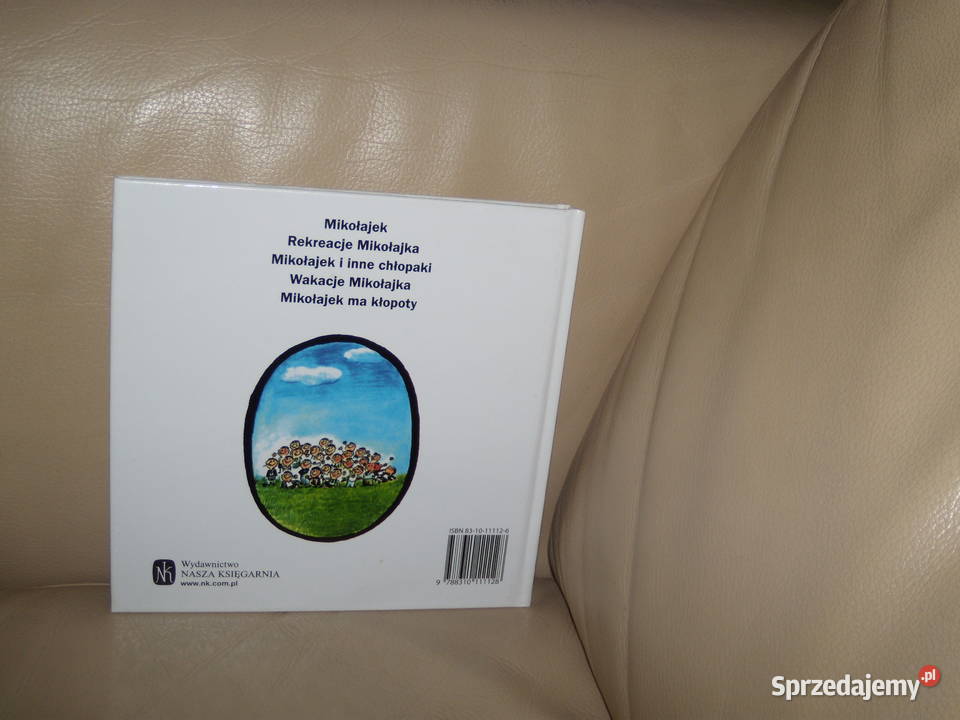 Mikołajek
Rekreacje Mikołajka
Mikołajek i inne chłopaki
Wakacje Mikołajka
Mikołajek ma kłopoty
ISBN 83-10-11112-6
9 788310 111128
NK
Wydawnictwo
NASZA KSIĘGARNIA
www.nk.com.pl
Sprzedajemy.pl